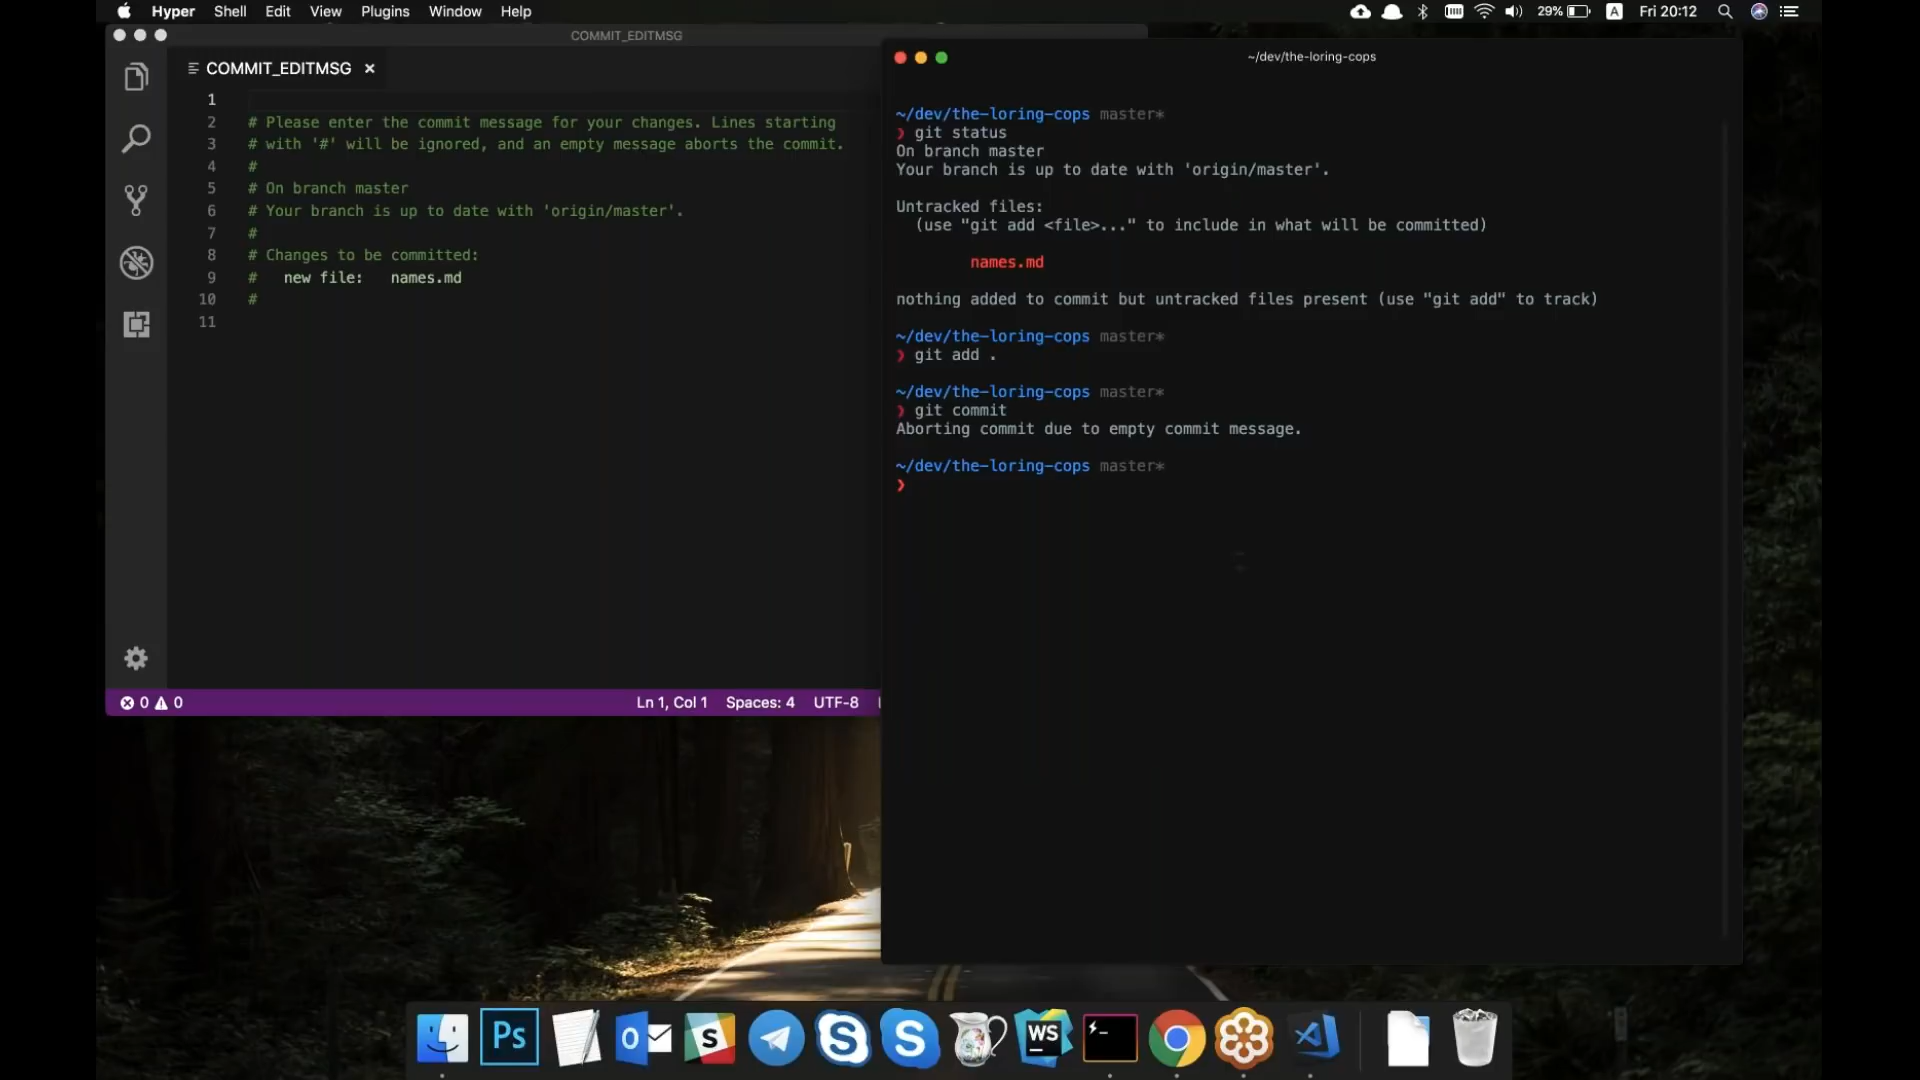 Hyper Shell Edit View Plugins Window Help 29% A Fri 20:12
COMMIT_EDITMSG
COMMIT_EDITMSG ×
1
2 # Please enter the commit message for your changes. Lines starting
3 # with '#' will be ignored, and an empty message aborts the commit.
4 #
5 # On branch master
6 # Your branch is up to date with 'origin/master'.
7 #
8 # Changes to be committed:
9 # new file: names.md
10 #
11
0 0 Ln 1, Col 1 Spaces: 4 UTF-8
~/dev/the-loring-cops
~/dev/the-loring-cops master*
❯ git status
On branch master
Your branch is up to date with 'origin/master'.
Untracked files:
(use "git add <file>..." to include in what will be committed)
names.md
nothing added to commit but untracked files present (use "git add" to track)
~/dev/the-loring-cops master*
❯ git add .
~/dev/the-loring-cops master*
❯ git commit
Aborting commit due to empty commit message.
~/dev/the-loring-cops master*
❯
Ps O S S S WS